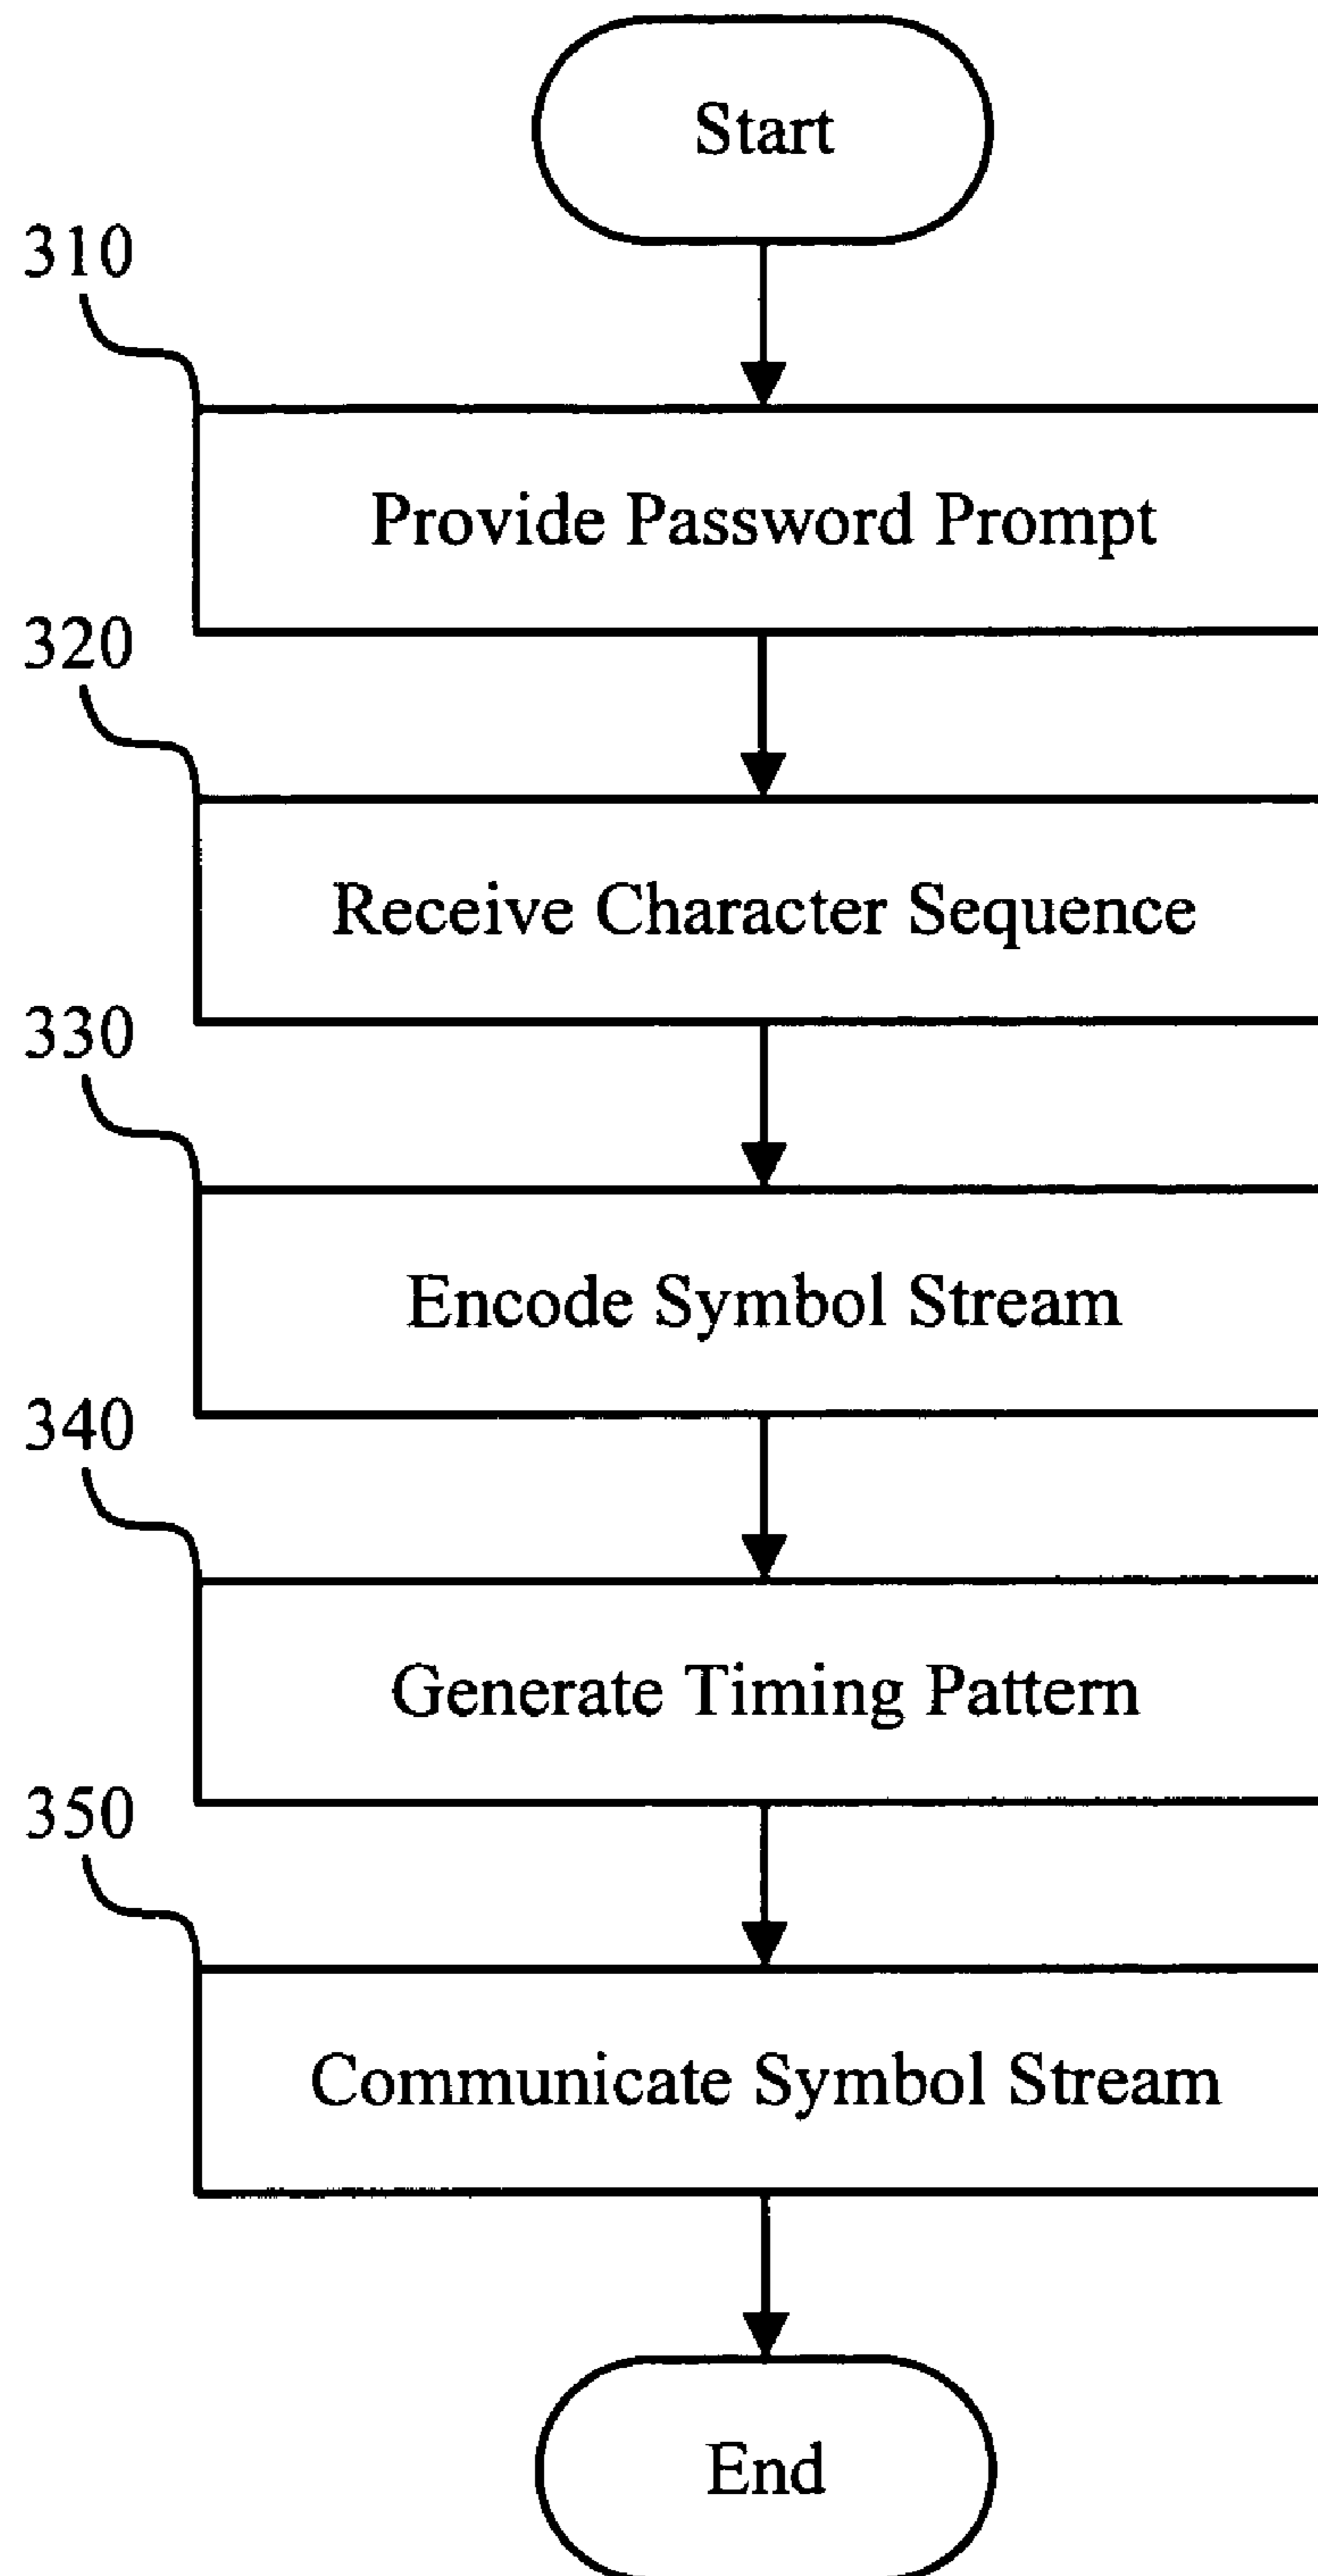 Start
310
Provide Password Prompt
320
Receive Character Sequence
330
Encode Symbol Stream
340
Generate Timing Pattern
350
Communicate Symbol Stream
End